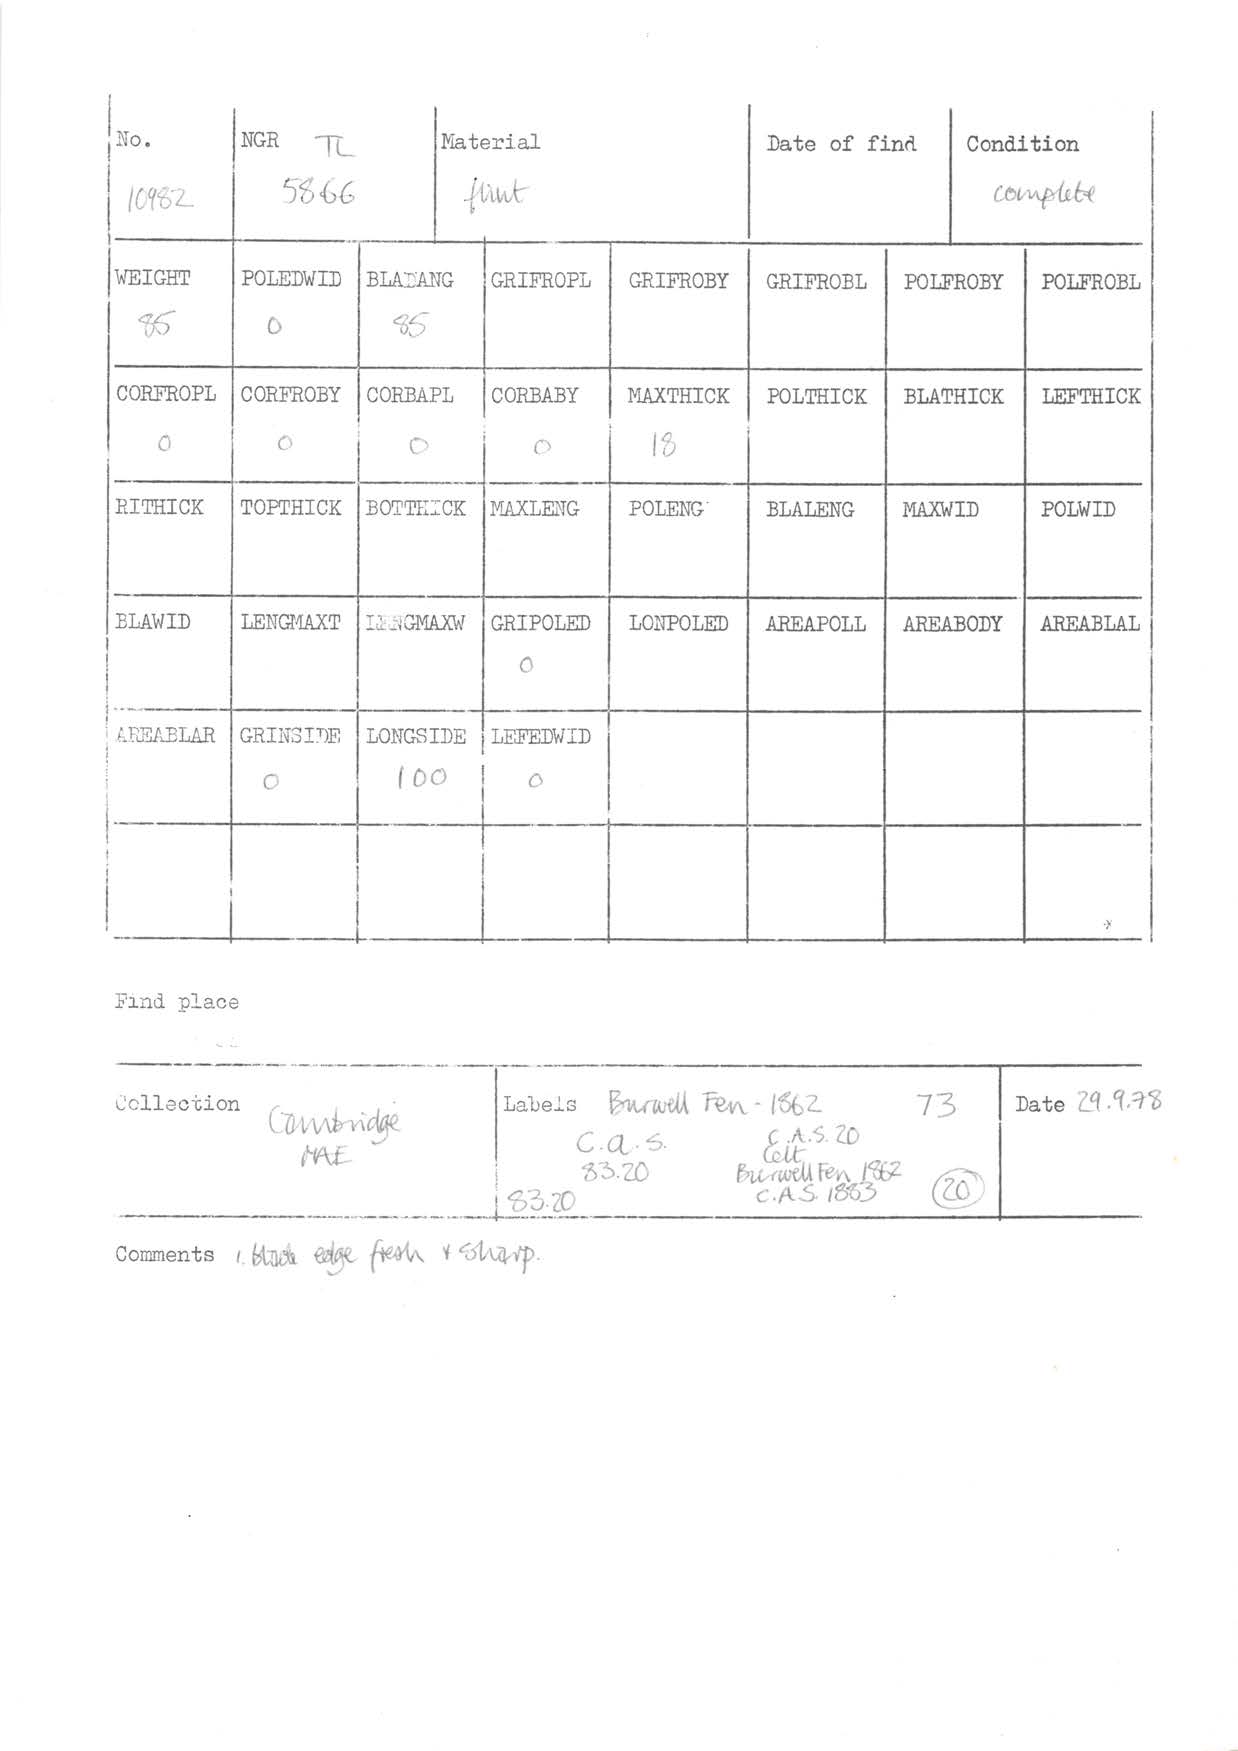 No. NGR TL Material Date of find Condition
10982 5866 flint complete
WEIGHT POLEDWID BLADANG GRIFROPL GRIFROBY GRIFROBL POLFROBY POLFROBL
85 0 85
CORFROPL CORFROBY CORBAPL CORBABY MAXTHICK POLTHICK BLATHICK LEFTHICK
0 0 0 0 18
RITHICK TOPTHICK BOTTHICK MAXLENG POLENG BLALENG MAXWID POLWID
BLAWID LENGMAXT LENGMAXW GRIPOLED LONPOLED AREAPOLL AREABODY AREABLAL
0
AREABLAR GRINSIDE LONGSIDE LEFEDWID
0 100 0
Find place
Collection Cambridge
MAE
Labels Burwell Fen - 1862 73
C.A.S. C.A.S. 20
Celt
83.20 Burwell Fen 1862
83.20 C.A.S. 1883 20
Date 29.9.78
Comments 1. blade edge fresh + sharp.